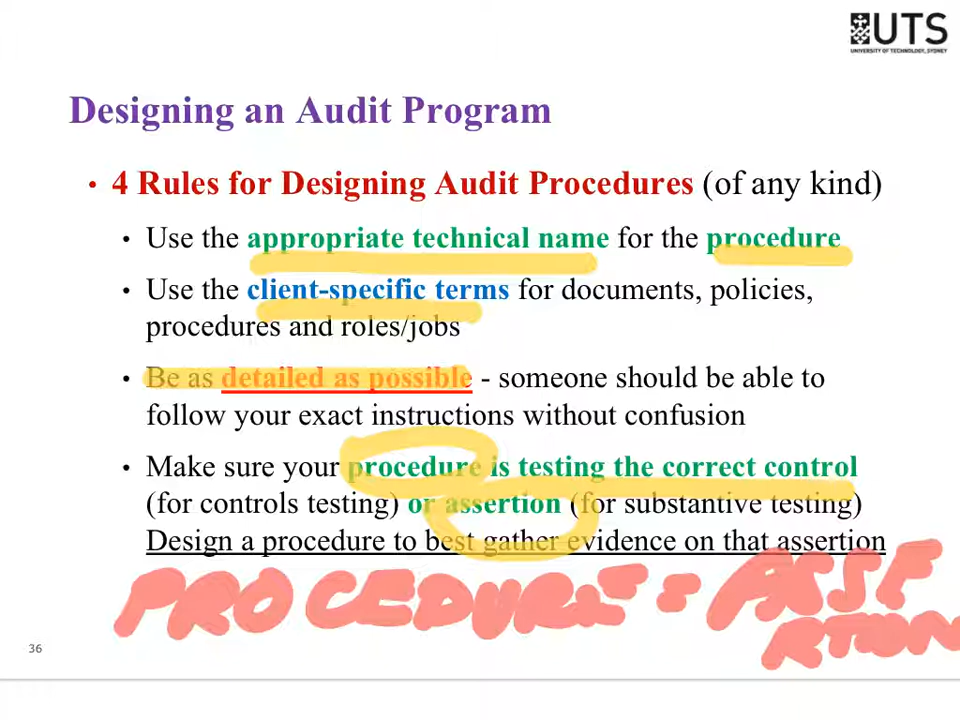 UTS
UNIVERSITY OF TECHNOLOGY, SYDNEY
Designing an Audit Program
• 4 Rules for Designing Audit Procedures (of any kind)
• Use the appropriate technical name for the procedure
• Use the client-specific terms for documents, policies,
procedures and roles/jobs
• Be as detailed as possible - someone should be able to
follow your exact instructions without confusion
• Make sure your procedure is testing the correct control
(for controls testing) or assertion (for substantive testing)
Design a procedure to best gather evidence on that assertion
PROCEDURE = ASSE
RTION
36